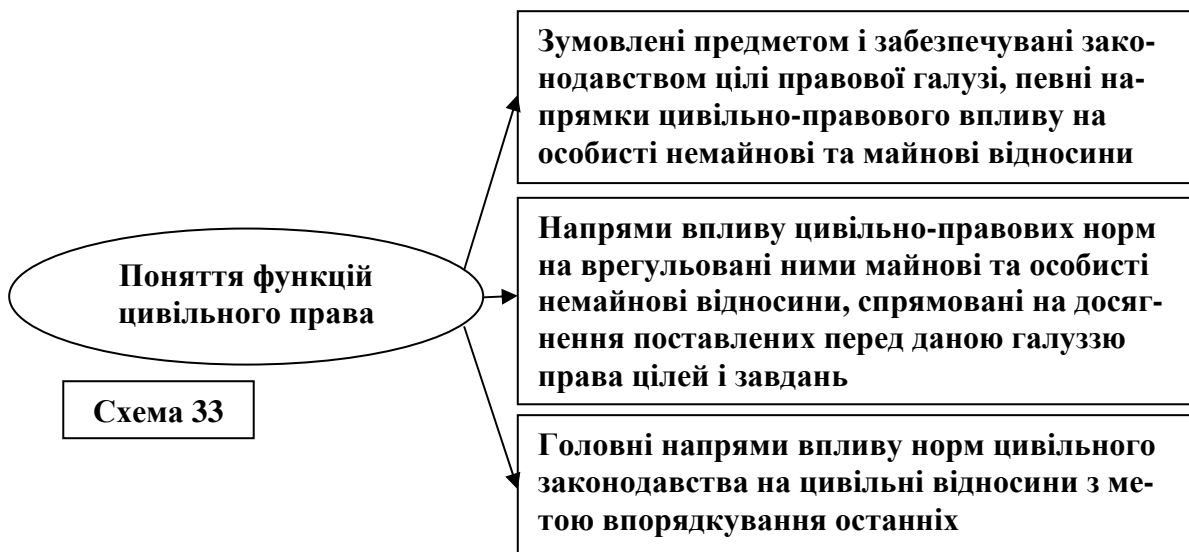 Зумовлені предметом і забезпечувані зако-
нодавством цілі правової галузі, певні на-
прямки цивільно-правового впливу на
особисті немайнові та майнові відносини
Поняття функцій
цивільного права
Напрями впливу цивільно-правових норм
на врегульовані ними майнові та особисті
немайнові відносини, спрямовані на досяг-
нення поставлених перед даною галуззю
права цілей і завдань
Схема 33
Головні напрями впливу норм цивільного
законодавства на цивільні відносини з ме-
тою впорядкування останніх